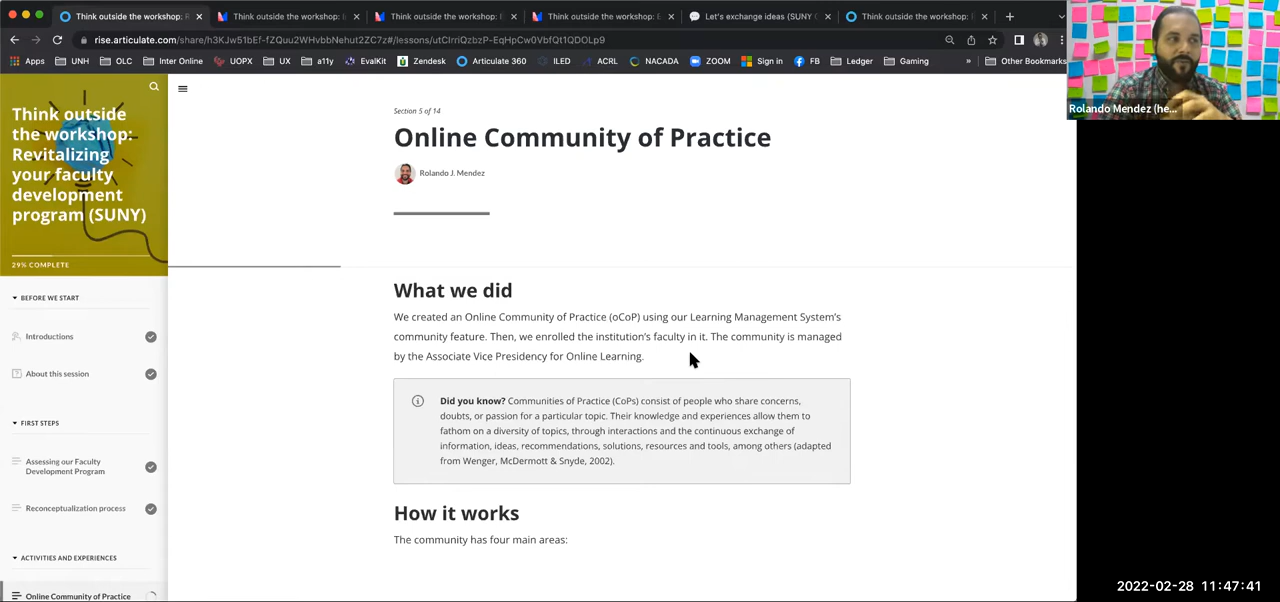 Think outside the workshop: R
Think outside the workshop: I
Think outside the workshop: I
Think outside the workshop: E
Let's exchange ideas (SUNY C
Think outside the workshop: R
rise.articulate.com/share/h3KJw51bEf-fZQuu2WHvbbNehut2ZC7z#/lessons/utCIrriQzbzP-EqHpCw0VbfQt1QDOLp9
Apps UNH OLC Inter Online UOPX UX a11y EvalKit Zendesk Articulate 360 ILED ACRL NACADA ZOOM Sign in FB Ledger Gaming » Other Bookmarks
Rolando Mendez (he...
Think outside
the workshop:
Revitalizing
your faculty
development
program (SUNY)
29% COMPLETE
BEFORE WE START
Introductions
About this session
FIRST STEPS
Assessing our Faculty
Development Program
Reconceptualization process
ACTIVITIES AND EXPERIENCES
Online Community of Practice
Section 5 of 14
Online Community of Practice
Rolando J. Mendez
What we did
We created an Online Community of Practice (oCoP) using our Learning Management System's
community feature. Then, we enrolled the institution's faculty in it. The community is managed
by the Associate Vice Presidency for Online Learning.
Did you know? Communities of Practice (CoPs) consist of people who share concerns,
doubts, or passion for a particular topic. Their knowledge and experiences allow them to
fathom on a diversity of topics, through interactions and the continuous exchange of
information, ideas, recommendations, solutions, resources and tools, among others (adapted
from Wenger, McDermott & Snyde, 2002).
How it works
The community has four main areas:
2022-02-28 11:47:41